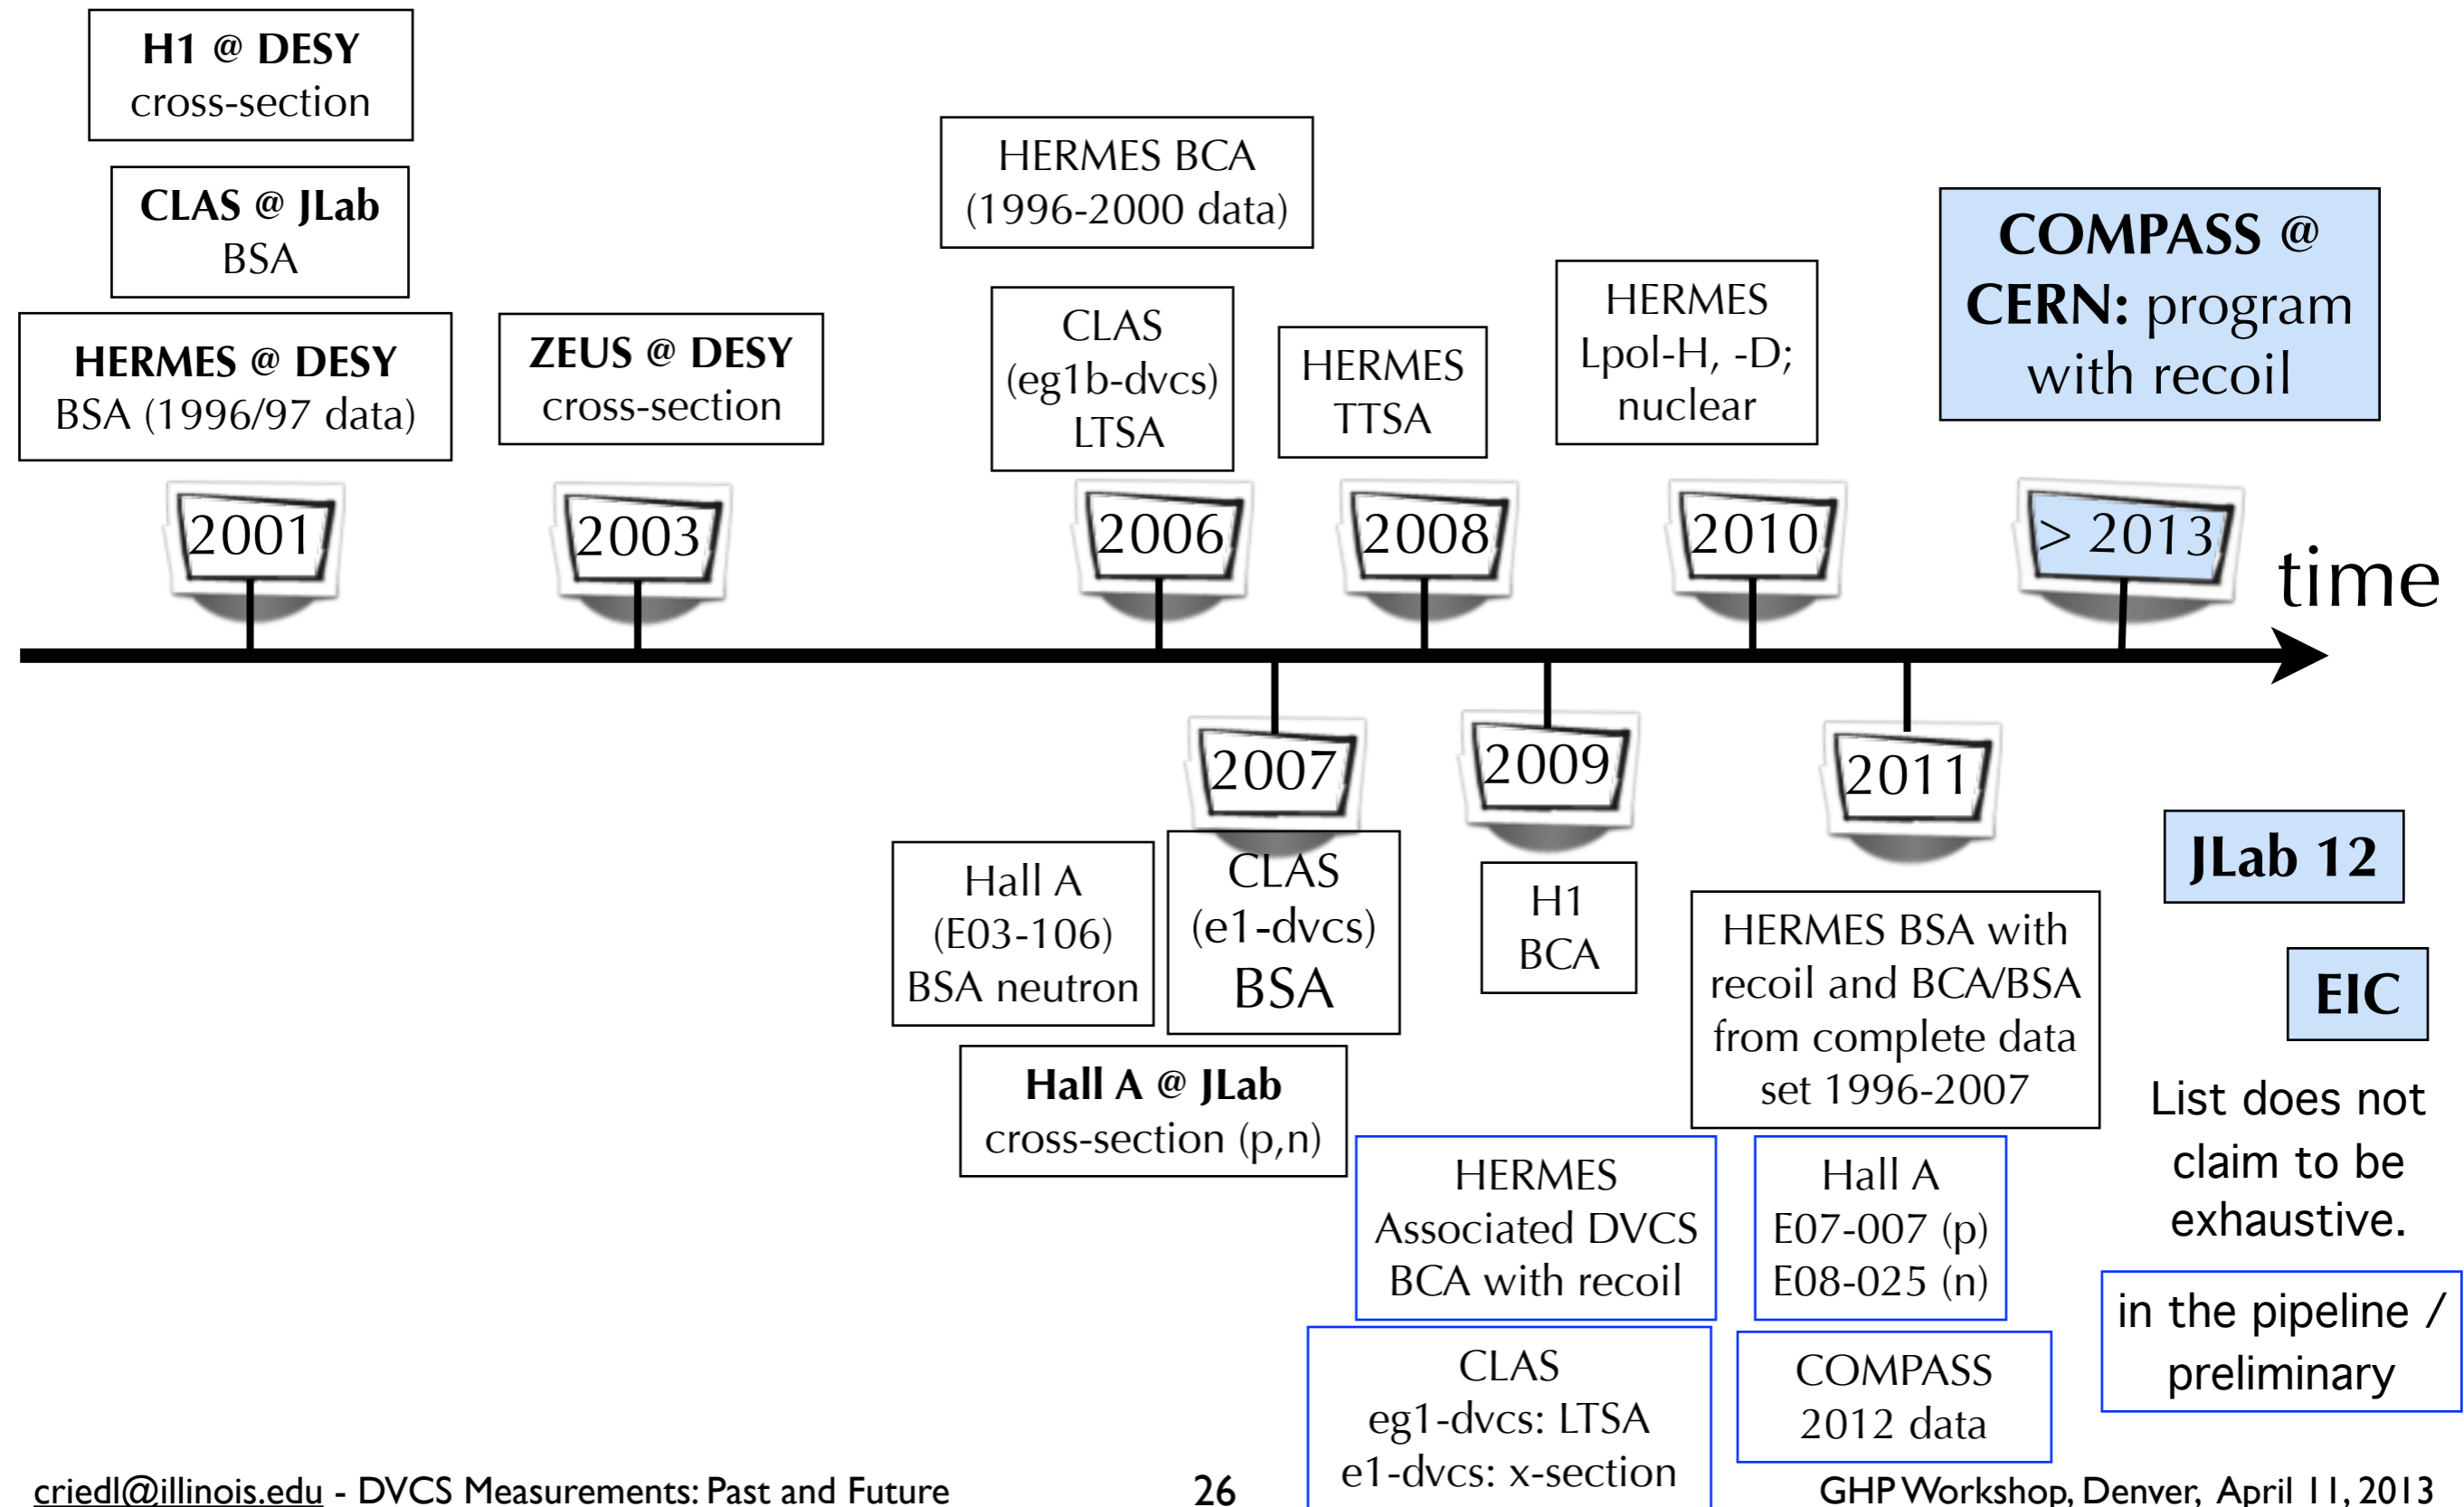 H1 @ DESY
cross-section
CLAS @ JLab
BSA
HERMES @ DESY
BSA (1996/97 data)
ZEUS @ DESY
cross-section
HERMES BCA
(1996-2000 data)
CLAS
(eg1b-dvcs)
LTSA
HERMES
TTSA
HERMES
Lpol-H, -D;
nuclear
COMPASS @
CERN: program
with recoil
2001
2003
2006
2008
2010
> 2013
time
2007
2009
2011
Hall A
(E03-106)
BSA neutron
CLAS
(e1-dvcs)
BSA
Hall A @ JLab
cross-section (p,n)
H1
BCA
HERMES BSA with
recoil and BCA/BSA
from complete data
set 1996-2007
JLab 12
EIC
List does not
claim to be
exhaustive.
HERMES
Associated DVCS
BCA with recoil
Hall A
E07-007 (p)
E08-025 (n)
in the pipeline /
preliminary
CLAS
eg1-dvcs: LTSA
e1-dvcs: x-section
COMPASS
2012 data
criedl@illinois.edu - DVCS Measurements: Past and Future
26
GHP Workshop, Denver, April 11, 2013